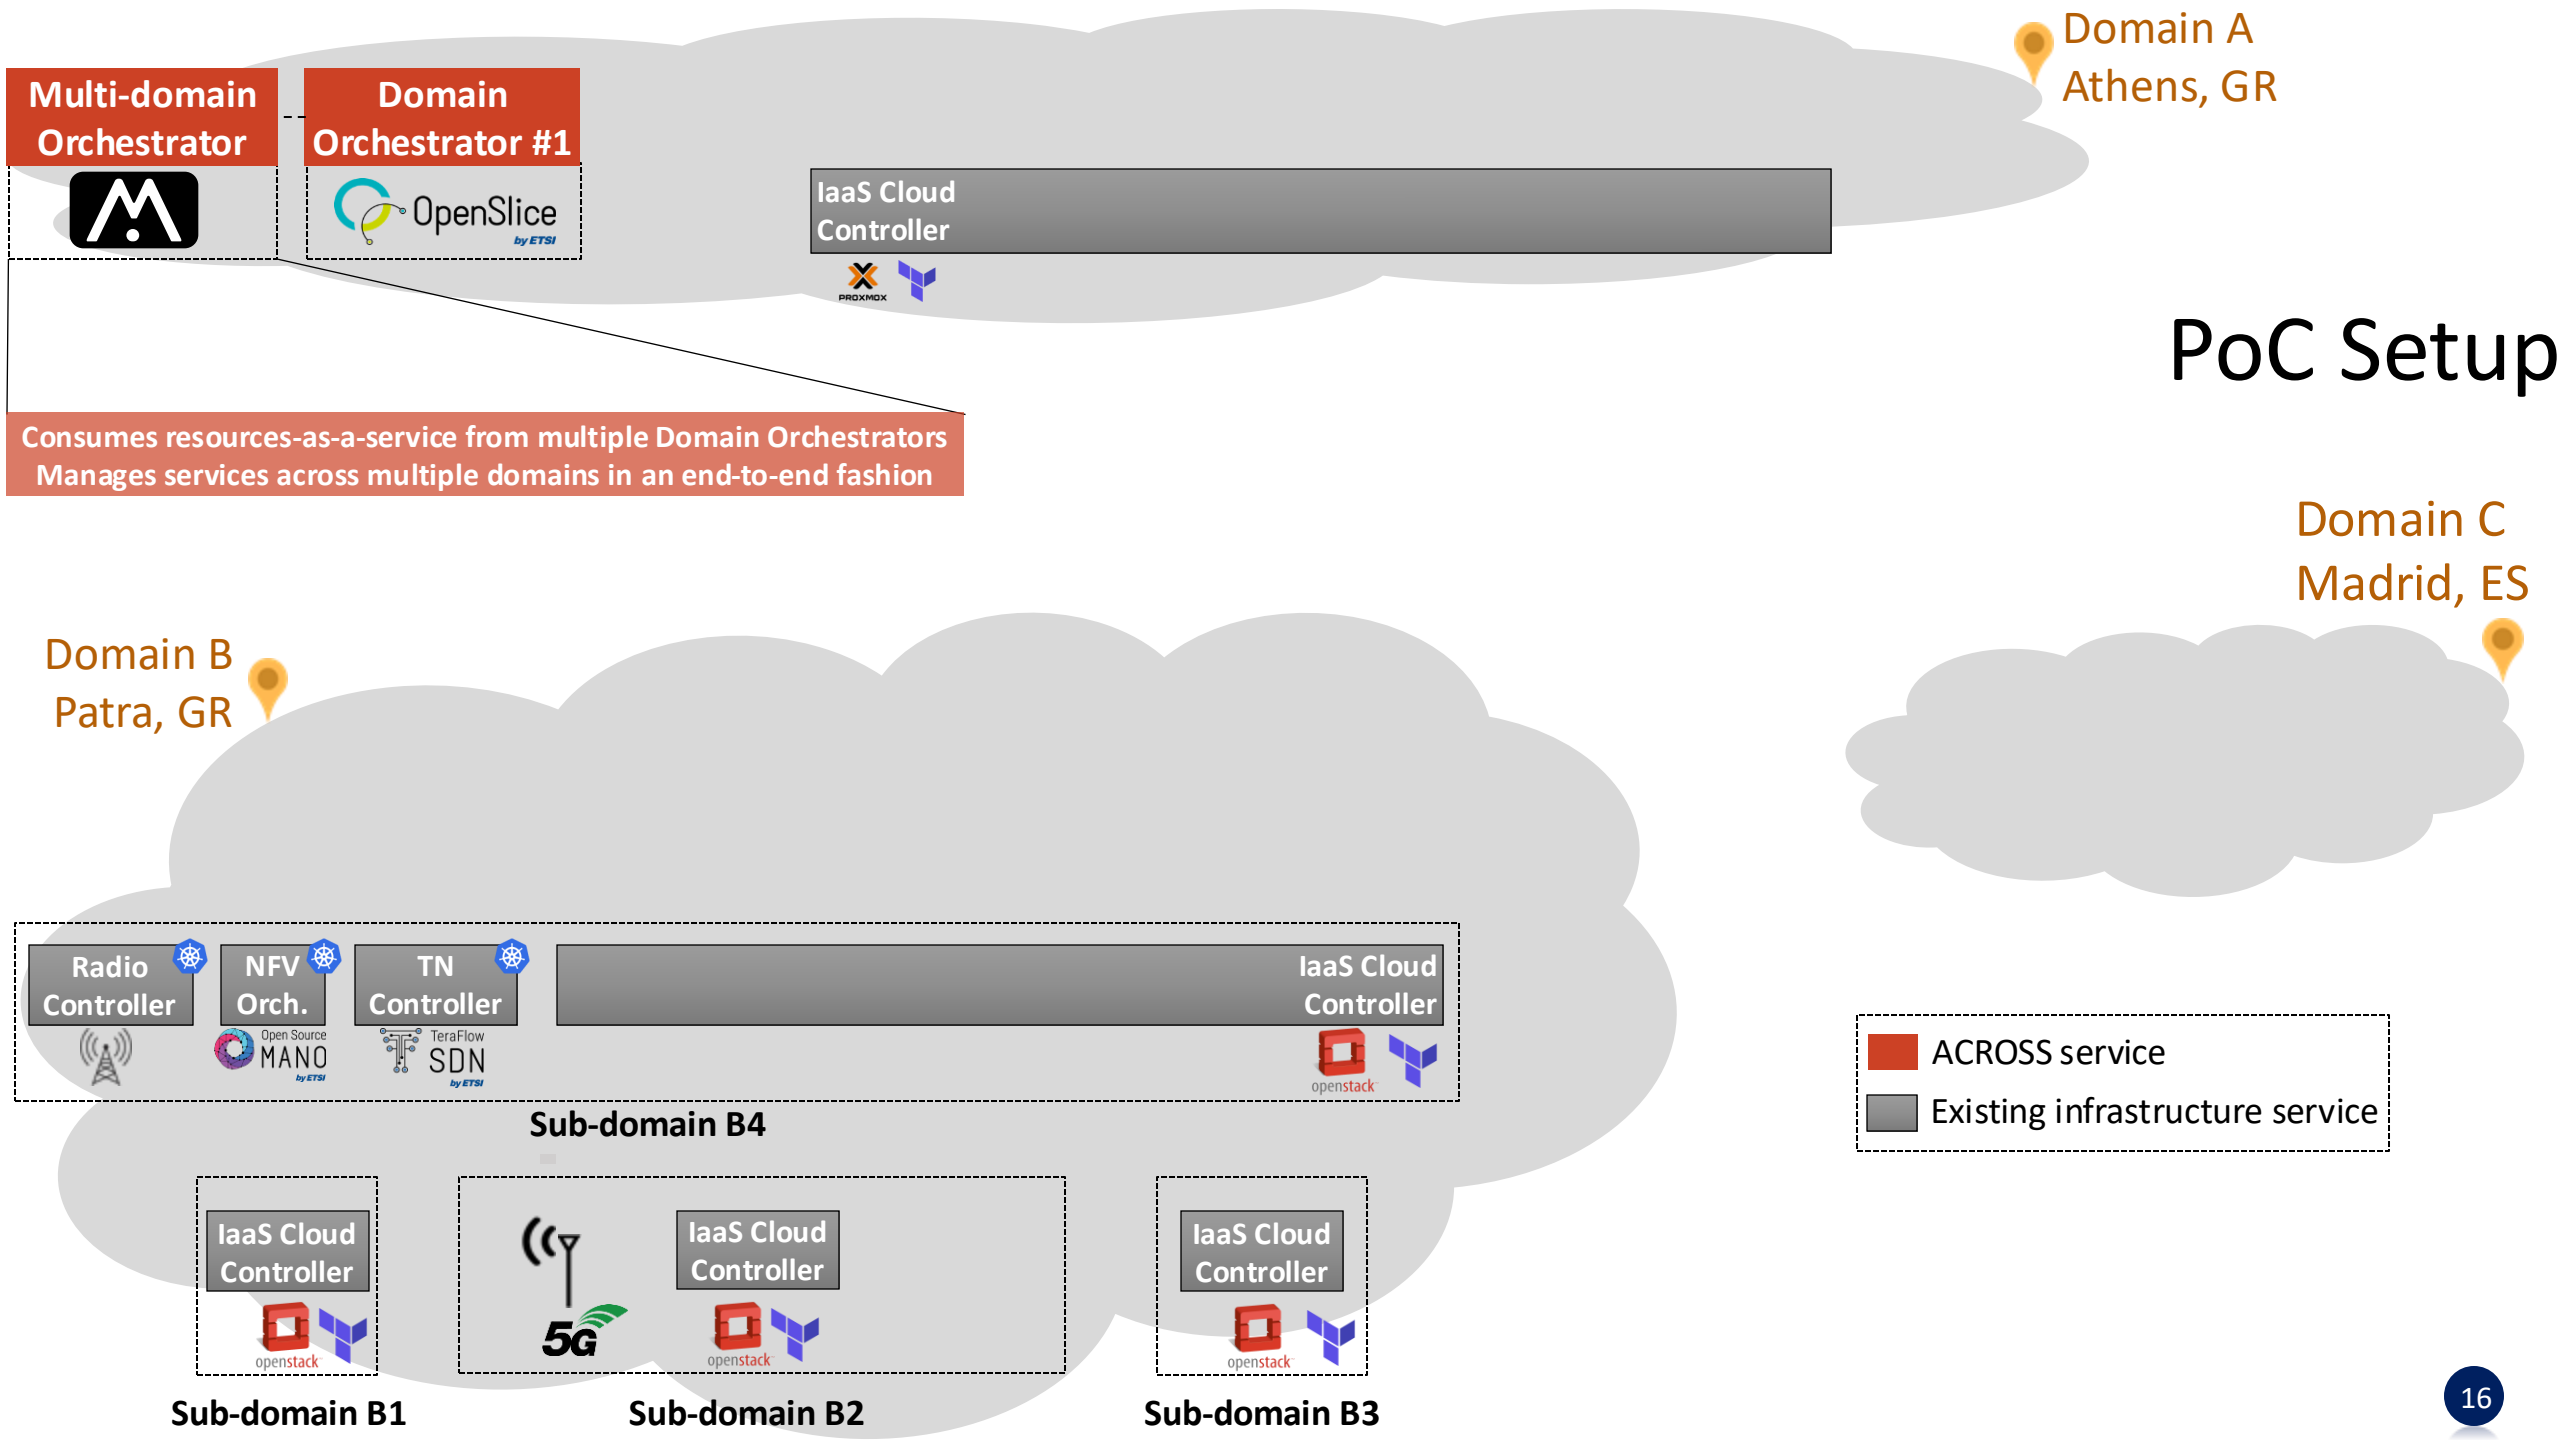 Domain A
Athens, GR
Multi-domain
Orchestrator
Domain
Orchestrator #1
OpenSlice
by ETSI
IaaS Cloud
Controller
PROXMOX
PoC Setup
Consumes resources-as-a-service from multiple Domain Orchestrators
Manages services across multiple domains in an end-to-end fashion
Domain C
Madrid, ES
Domain B
Patra, GR
Radio
Controller
NFV
Orch.
Open Source
MANO
by ETSI
TN
Controller
TeraFlow
SDN
by ETSI
IaaS Cloud
Controller
openstack
Sub-domain B4
ACROSS service
Existing infrastructure service
IaaS Cloud
Controller
openstack
Sub-domain B1
5G
IaaS Cloud
Controller
openstack
Sub-domain B2
IaaS Cloud
Controller
openstack
Sub-domain B3
16